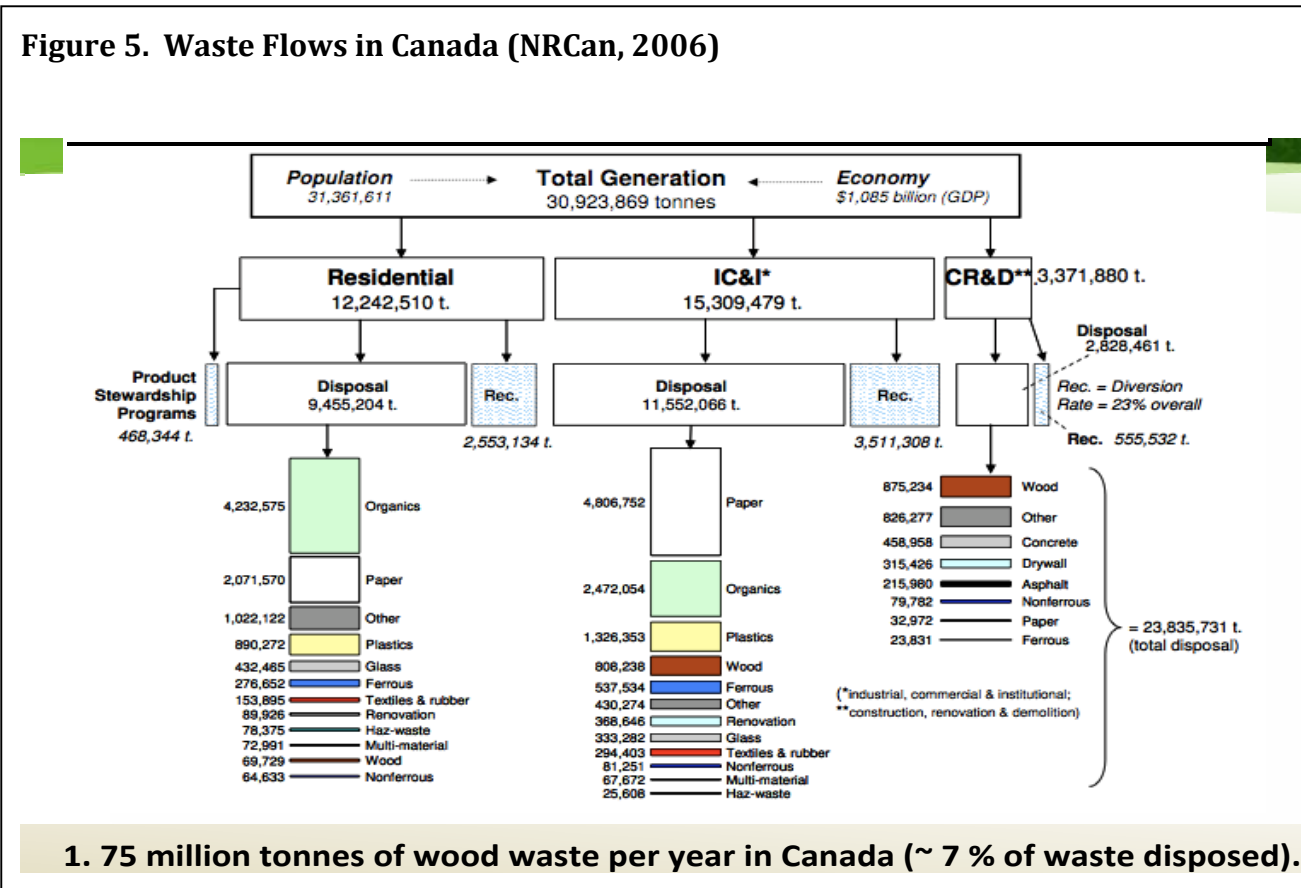 Figure 5. Waste Flows in Canada (NRCan, 2006)
Population
31,361,611
Total Generation
30,923,869 tonnes
Economy
$1,085 billion (GDP)
Residential
12,242,510 t.
IC&I*
15,309,479 t.
CR&D**
3,371,880 t.
Product
Stewardship
Programs
468,344 t.
Disposal
9,455,204 t.
Rec.
2,553,134 t.
Disposal
11,552,066 t.
Rec.
3,511,308 t.
Disposal
2,828,461 t.
Rec. = Diversion
Rate = 23% overall
Rec. 555,532 t.
4,232,575 Organics
2,071,570 Paper
1,022,122 Other
890,272 Plastics
432,465 Glass
276,652 Ferrous
153,895 Textiles & rubber
89,926 Renovation
78,375 Haz-waste
72,991 Multi-material
69,729 Wood
64,633 Nonferrous
4,806,752 Paper
2,472,054 Organics
1,326,353 Plastics
808,238 Wood
537,534 Ferrous
430,274 Other
368,646 Renovation
333,282 Glass
294,403 Textiles & rubber
81,251 Nonferrous
67,672 Multi-material
25,608 Haz-waste
875,234 Wood
826,277 Other
458,958 Concrete
315,426 Drywall
215,980 Asphalt
79,782 Nonferrous
32,972 Paper
23,831 Ferrous
= 23,835,731 t.
(total disposal)
(*industrial, commercial & institutional;
**construction, renovation & demolition)
1. 75 million tonnes of wood waste per year in Canada (~ 7 % of waste disposed).